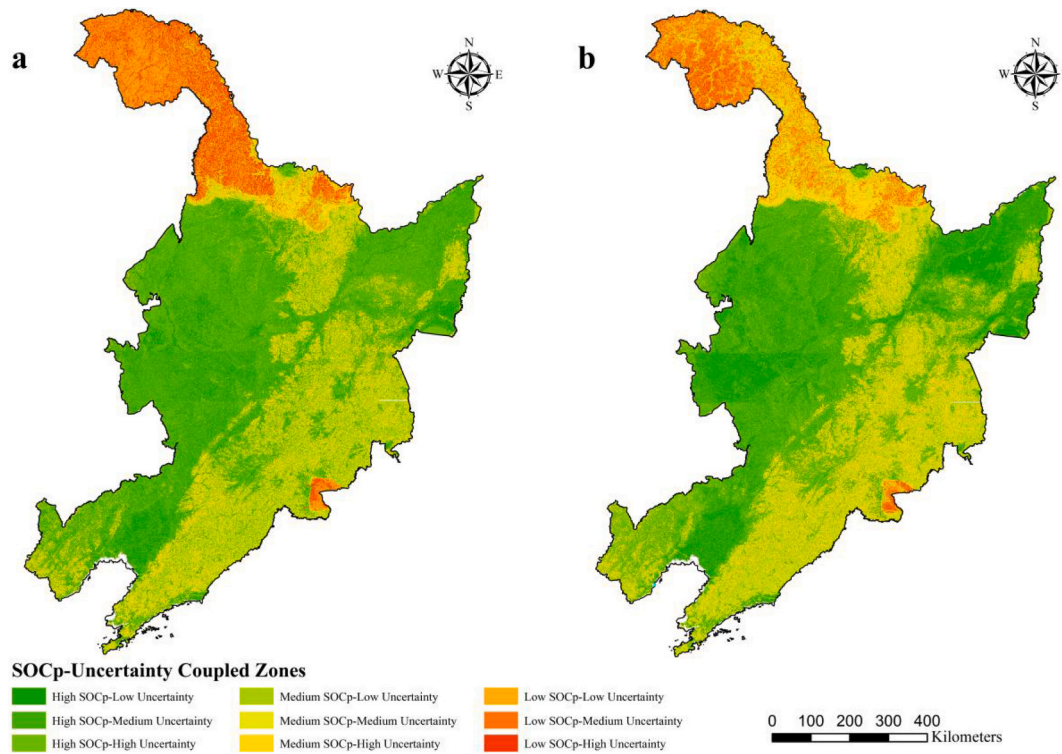 a
N
W E
S
b
N
W E
S
SOCp-Uncertainty Coupled Zones
High SOCp-Low Uncertainty
Medium SOCp-Low Uncertainty
Low SOCp-Low Uncertainty
High SOCp-Medium Uncertainty
Medium SOCp-Medium Uncertainty
Low SOCp-Medium Uncertainty
High SOCp-High Uncertainty
Medium SOCp-High Uncertainty
Low SOCp-High Uncertainty
0 100 200 300 400
Kilometers